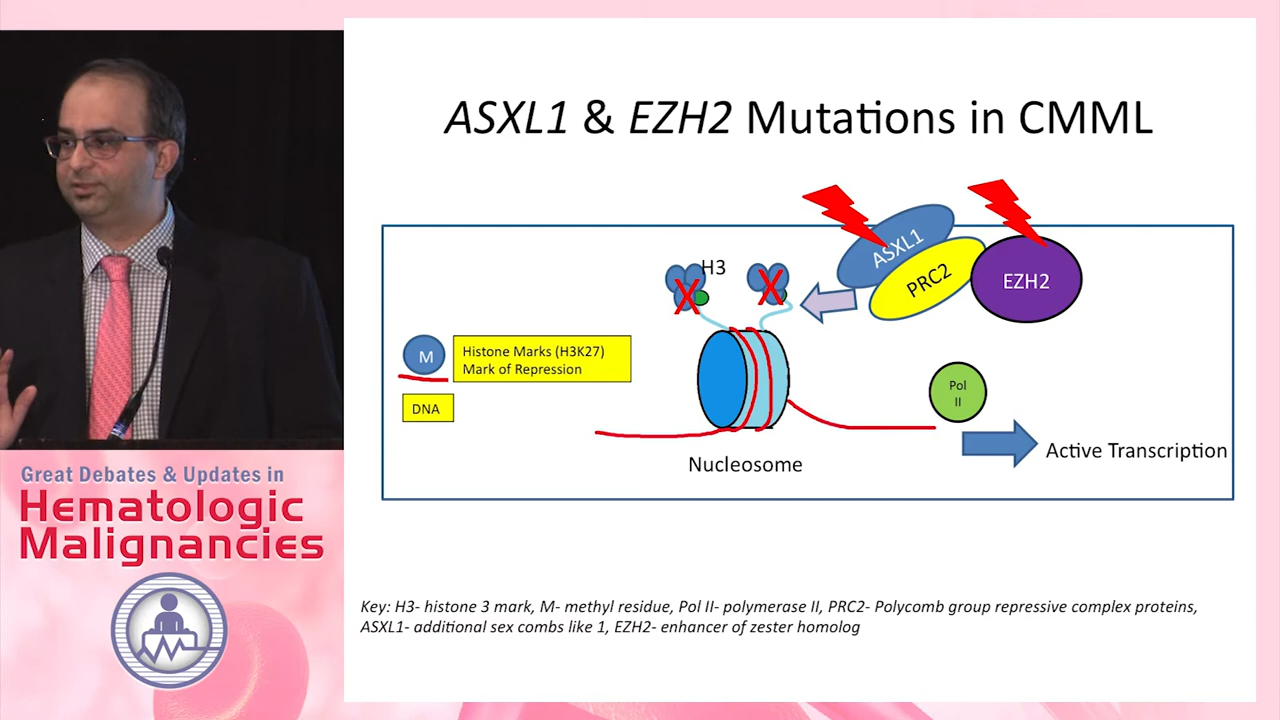 ASXL1 & EZH2 Mutations in CMML
ASXL1
PRC2
EZH2
H3
X
X
M
Histone Marks (H3K27)
Mark of Repression
DNA
Pol
II
Nucleosome
Active Transcription
Key: H3- histone 3 mark, M- methyl residue, Pol II- polymerase II, PRC2- Polycomb group repressive complex proteins,
ASXL1- additional sex combs like 1, EZH2- enhancer of zester homolog
Great Debates & Updates in
Hematologic
Malignancies